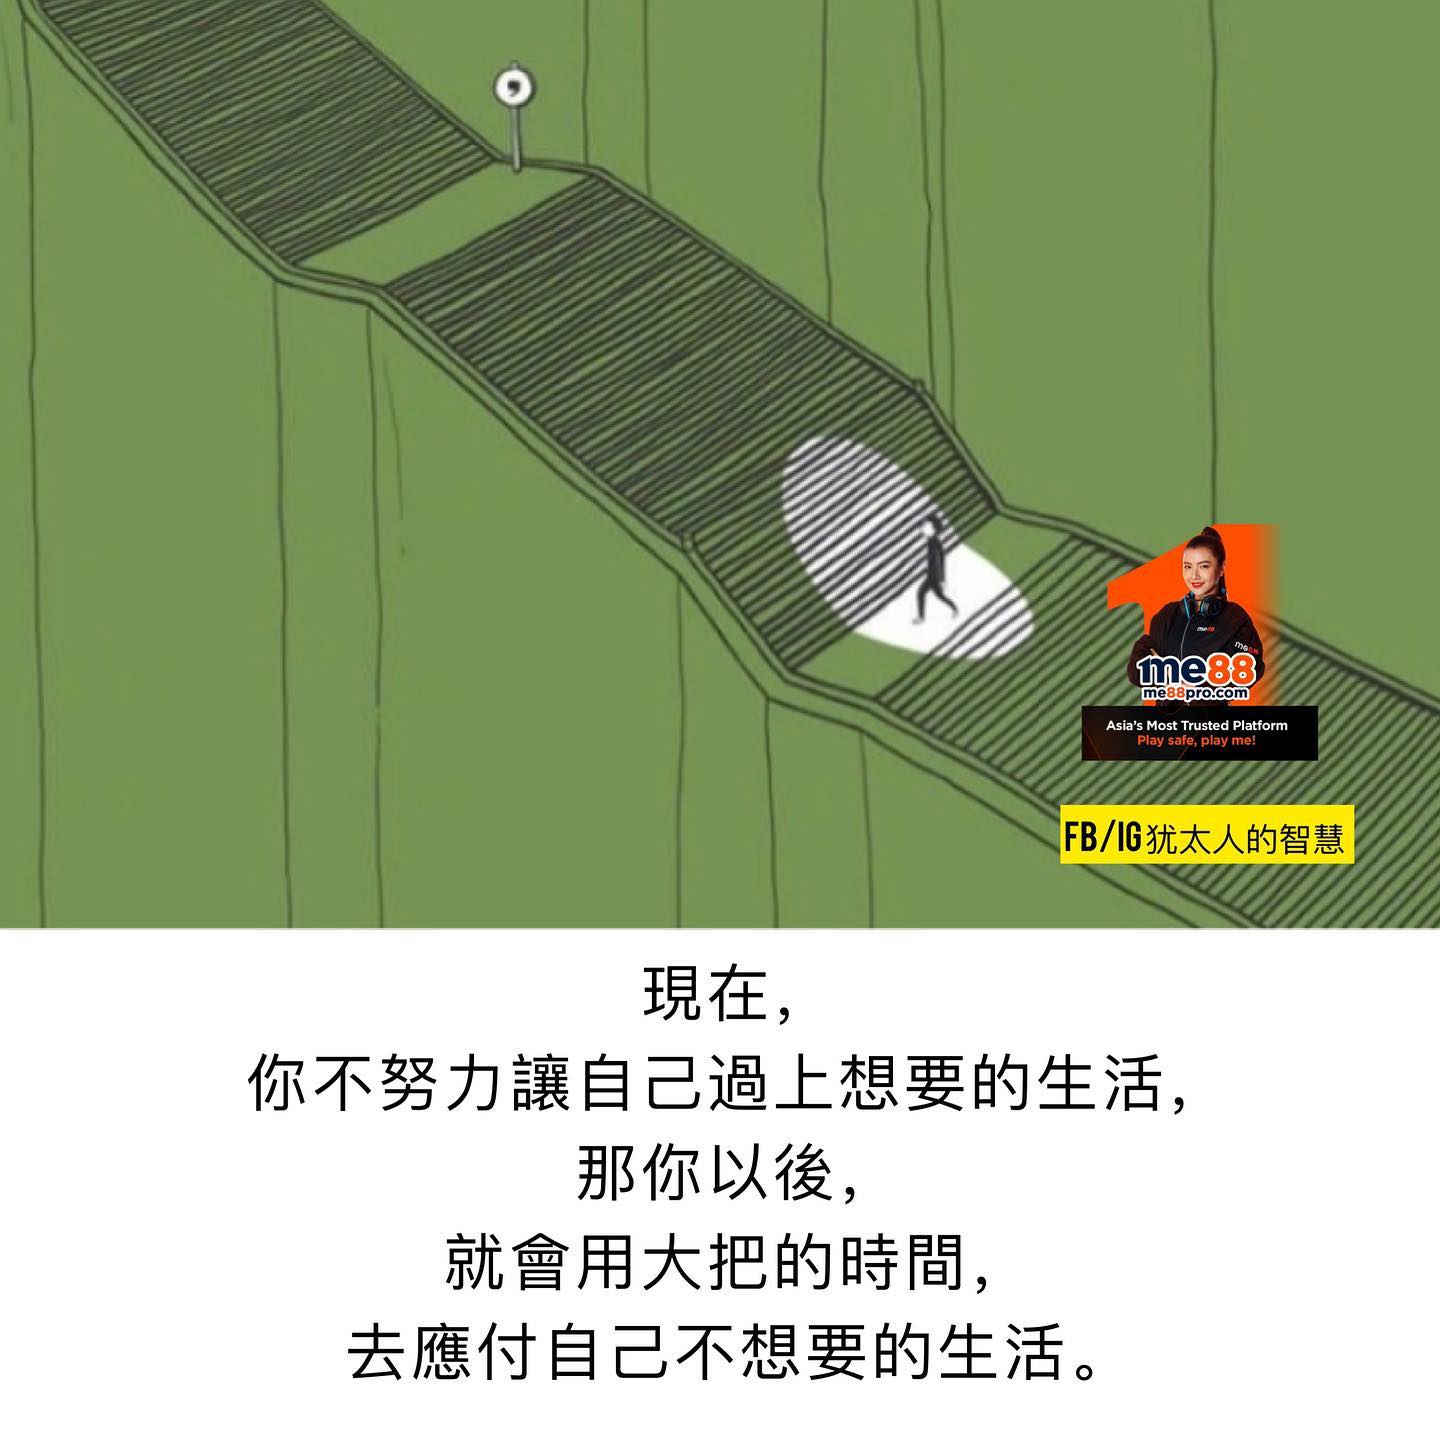 ,
me88
me88
1me88
me88pro.com
Asia's Most Trusted Platform
Play safe, play me!
FB/IG犹太人的智慧
現在,
你不努力讓自己過上想要的生活,
那你以後,
就會用大把的時間,
去應付自己不想要的生活。